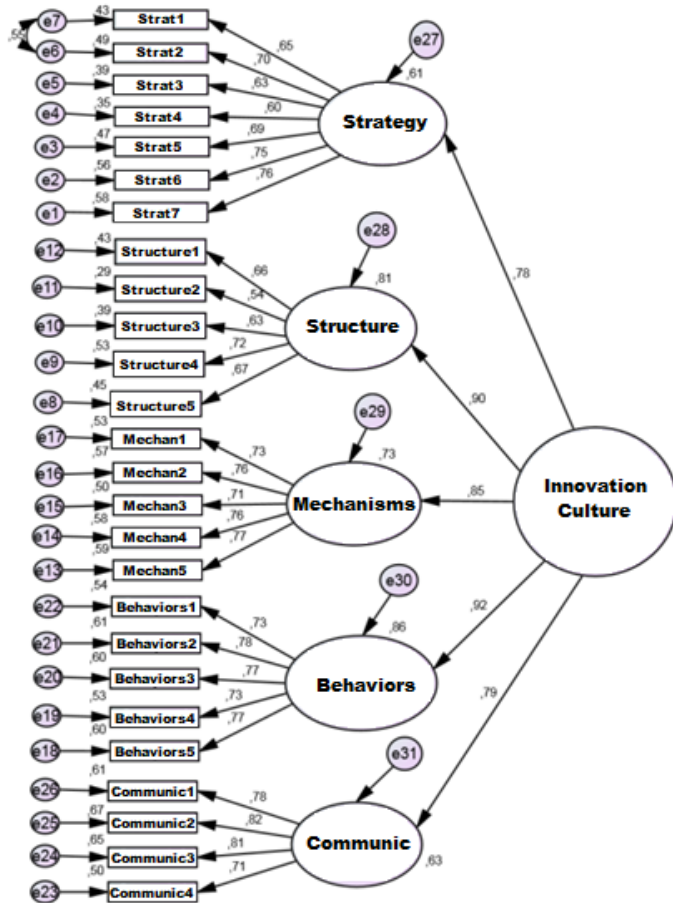 e7 ,43 Strat1
,55
e6 ,49 Strat2
e5 ,39 Strat3
e4 ,35 Strat4
e3 ,47 Strat5
e2 ,56 Strat6
e1 ,58 Strat7
,65
,70
,63
,60
,69
,75
,76
e27
,61
Strategy
,78
e12 ,43 Structure1
e11 ,29 Structure2
e10 ,39 Structure3
e9 ,53 Structure4
e8 ,45 Structure5
,66
,54
,63
,72
,67
e28
,81
Structure
,90
e17 ,53 Mechan1
e16 ,57 Mechan2
e15 ,50 Mechan3
e14 ,58 Mechan4
e13 ,59 Mechan5
,73
,76
,71
,76
,77
e29
,73
Mechanisms
,85
Innovation
Culture
e22 ,54 Behaviors1
e21 ,61 Behaviors2
e20 ,60 Behaviors3
e19 ,53 Behaviors4
e18 ,60 Behaviors5
,73
,78
,77
,73
,77
e30
,86
Behaviors
,92
e26 ,61 Communic1
e25 ,67 Communic2
e24 ,65 Communic3
e23 ,50 Communic4
,78
,82
,81
,71
e31
Communic
,63
,79